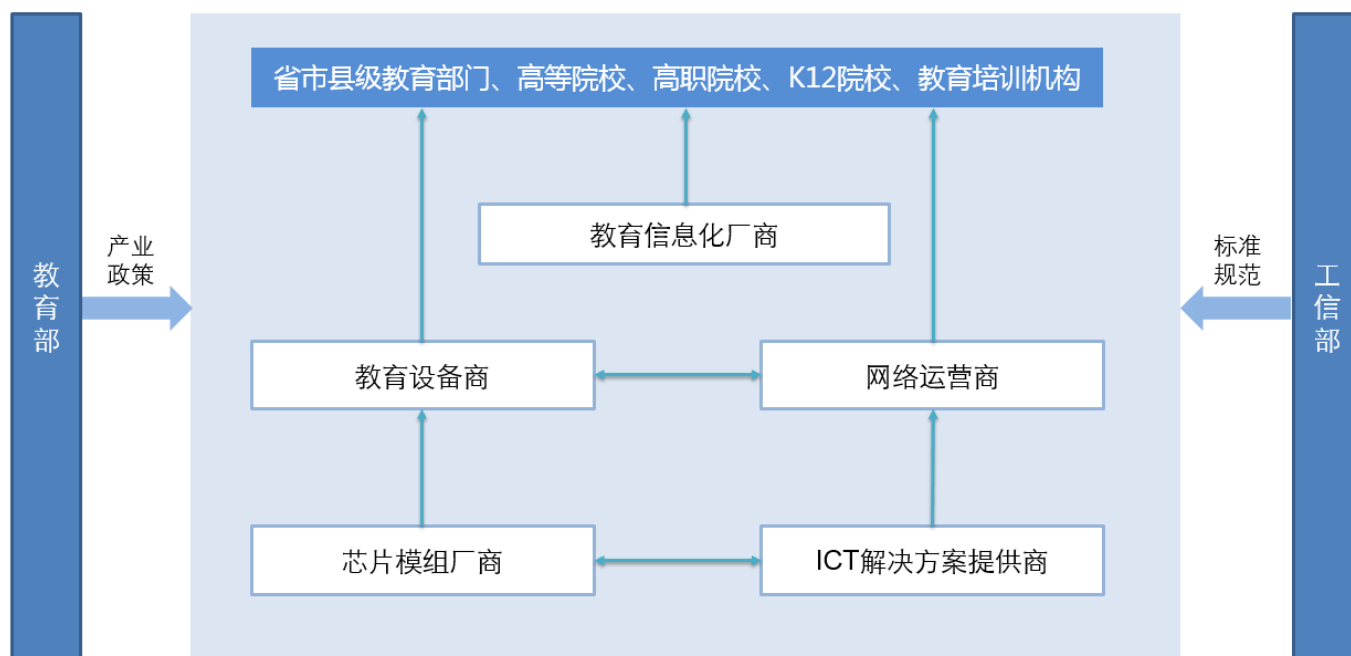 省市县级教育部门、高等院校、高职院校、K12院校、教育培训机构
教育信息化厂商
产业
政策
标准
规范
教
育
部
工
信
部
教育设备商
网络运营商
芯片模组厂商
ICT解决方案提供商